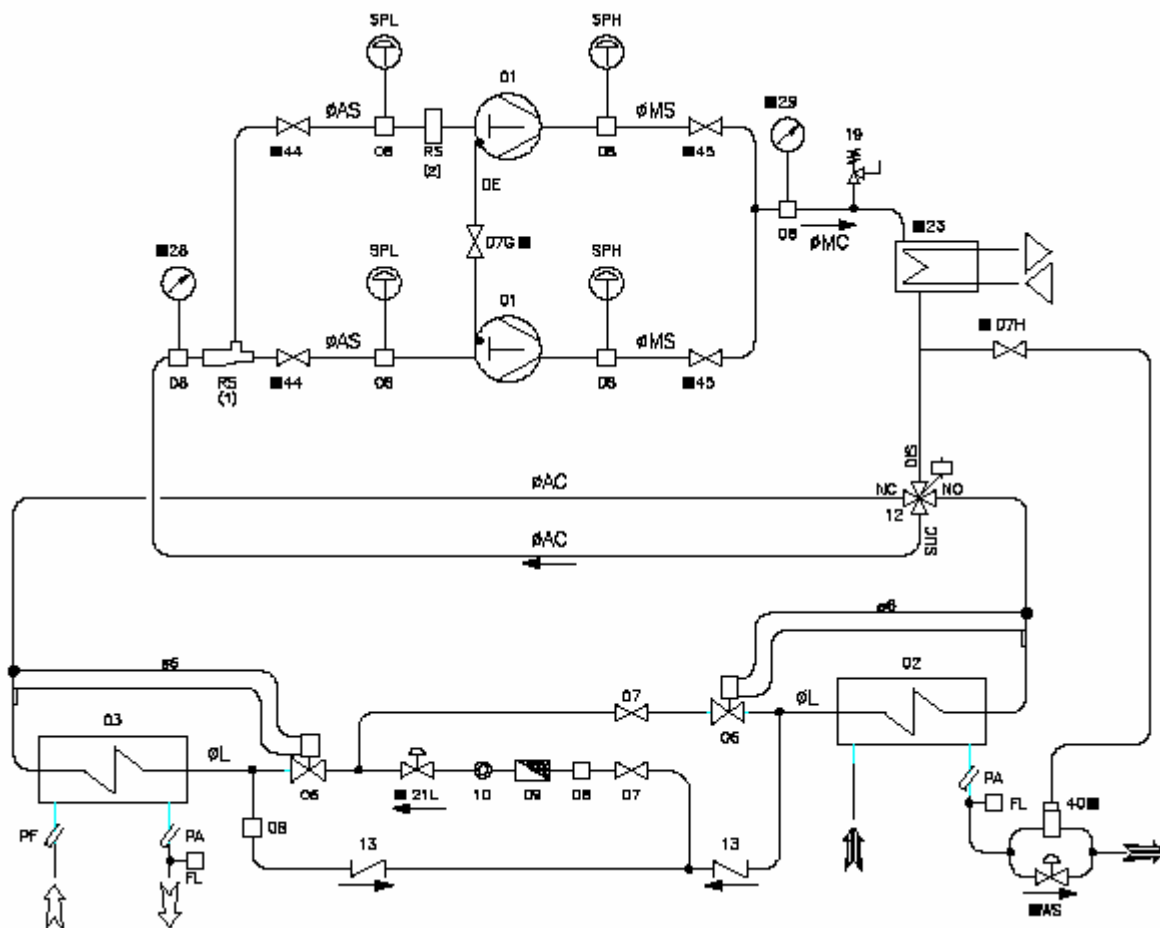 SPL SPH
01
■29
øAS øMS 19
■44 08 RS (2) ■45
DE 08 ■23
øMC
07G■
■28 SPL SPH
01 ■07H
øAS øMS
08 RS (1) ■44 08 08 ■45
DIS
øAC NC NO
12
øAC SUC
ø6
ø6 02
03 07 øL
øL 06
06 ■21L 10 09 08 07 PA
FL 40■
PF PA 08 13 13
FL
■WS